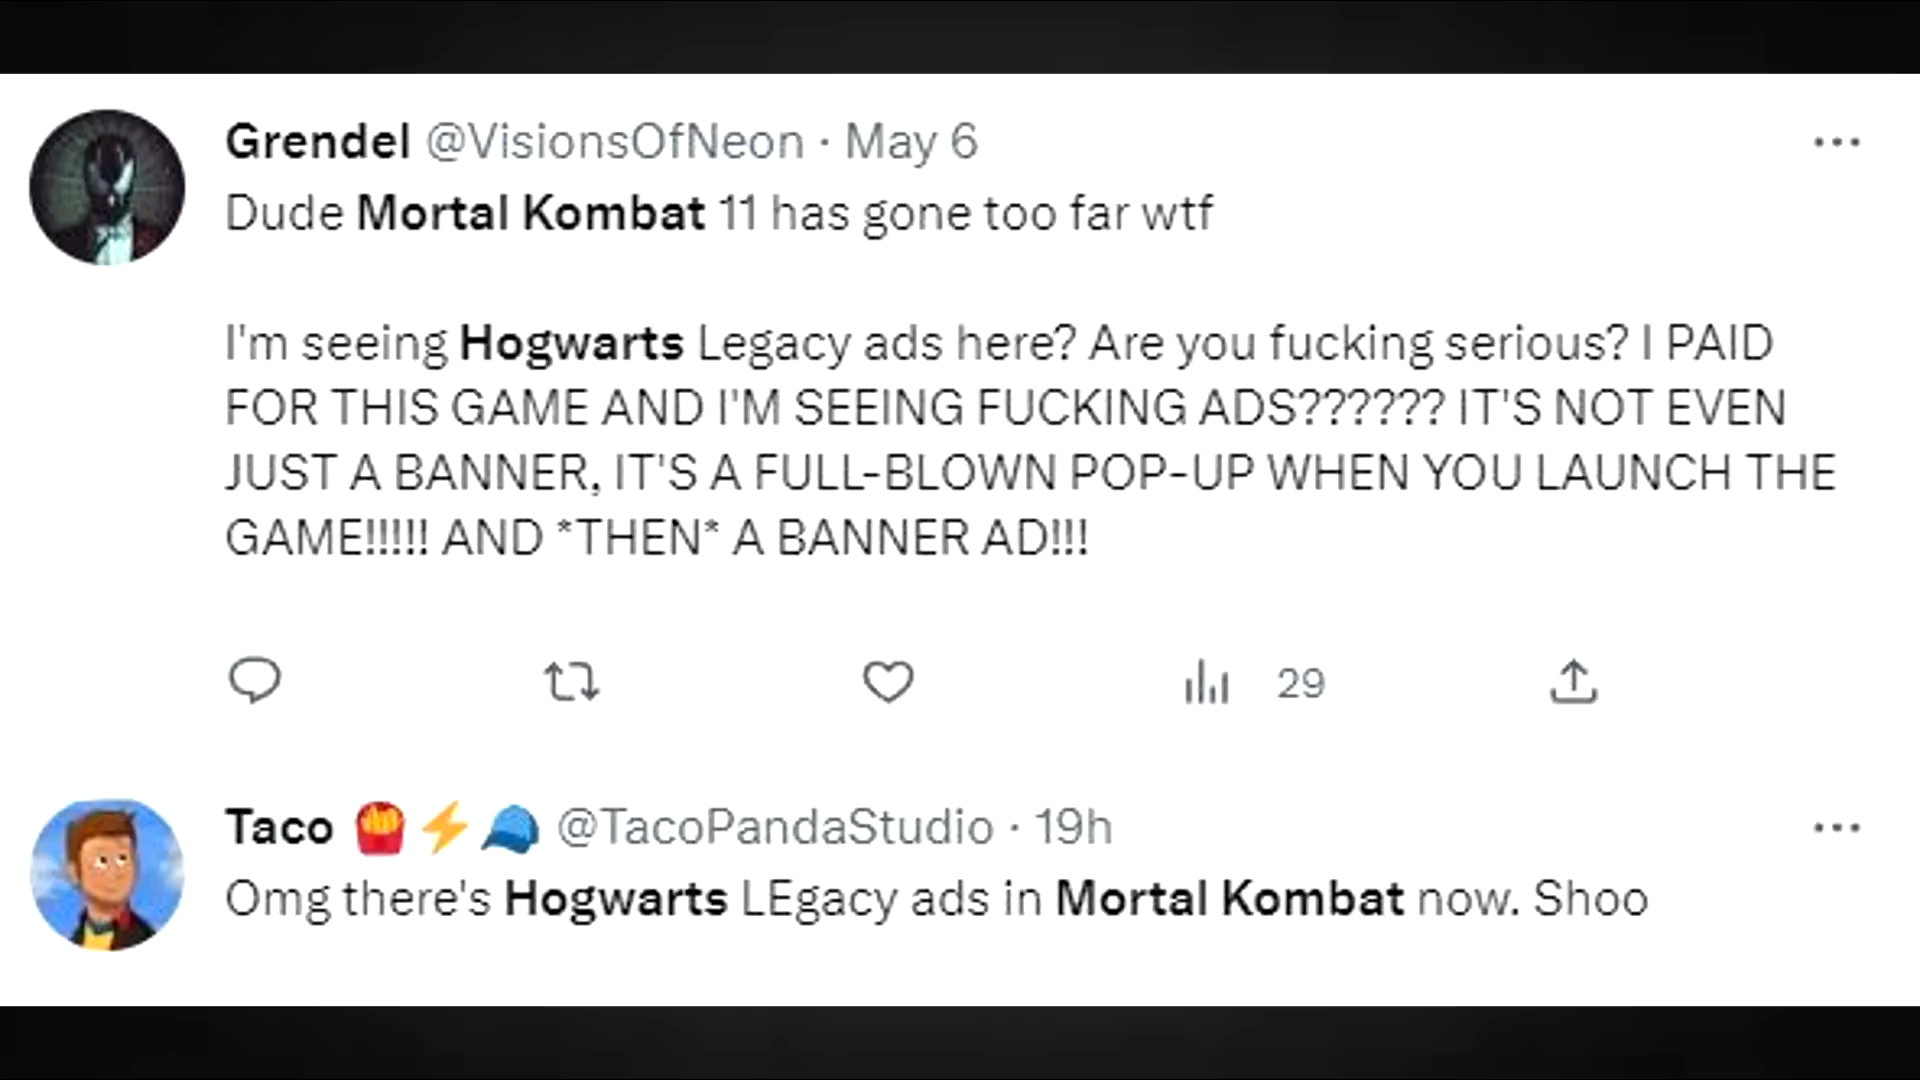 Grendel @VisionsOfNeon · May 6
Dude Mortal Kombat 11 has gone too far wtf
I'm seeing Hogwarts Legacy ads here? Are you fucking serious? I PAID
FOR THIS GAME AND I'M SEEING FUCKING ADS?????? IT'S NOT EVEN
JUST A BANNER, IT'S A FULL-BLOWN POP-UP WHEN YOU LAUNCH THE
GAME!!!!! AND *THEN* A BANNER AD!!!
29
Taco 🍟⚡🧢 @TacoPandaStudio · 19h
Omg there's Hogwarts LEgacy ads in Mortal Kombat now. Shoo